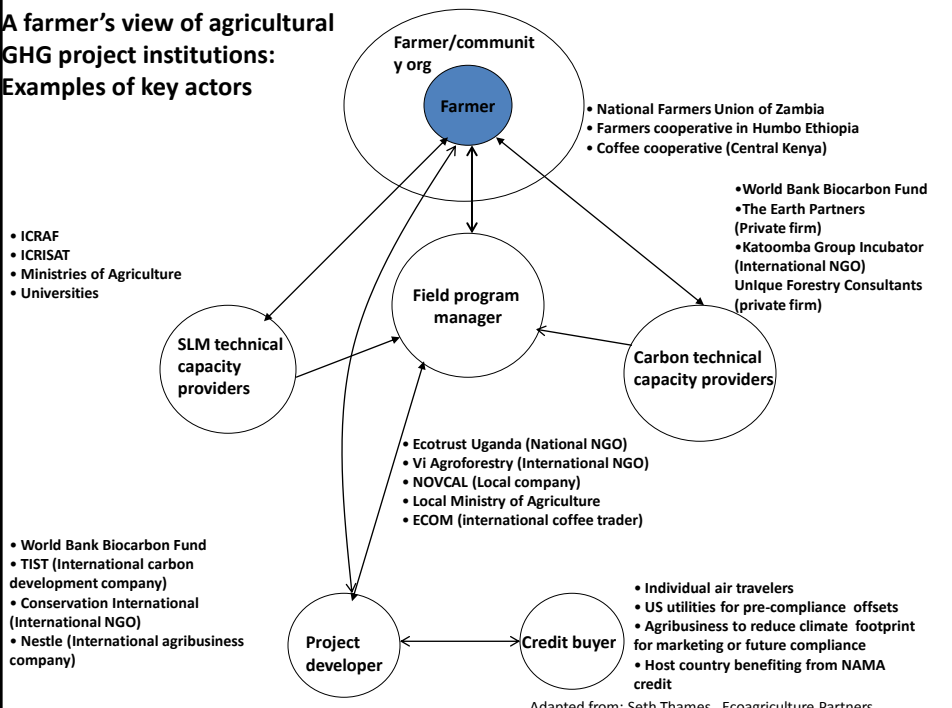 A farmer's view of agricultural
GHG project institutions:
Examples of key actors
Farmer/communit
y org
Farmer
• National Farmers Union of Zambia
• Farmers cooperative in Humbo Ethiopia
• Coffee cooperative (Central Kenya)
•World Bank Biocarbon Fund
•The Earth Partners
(Private firm)
•Katoomba Group Incubator
(International NGO)
UnIque Forestry Consultants
(private firm)
• ICRAF
• ICRISAT
• Ministries of Agriculture
• Universities
Field program
manager
SLM technical
capacity
providers
Carbon technical
capacity providers
• Ecotrust Uganda (National NGO)
• Vi Agroforestry (International NGO)
• NOVCAL (Local company)
• Local Ministry of Agriculture
• ECOM (international coffee trader)
• World Bank Biocarbon Fund
• TIST (International carbon
development company)
• Conservation International
(International NGO)
• Nestle (International agribusiness
company)
Project
developer
Credit buyer
• Individual air travelers
• US utilities for pre-compliance offsets
• Agribusiness to reduce climate footprint
for marketing or future compliance
• Host country benefiting from NAMA
credit
Adapted from: Seth Thames, Ecoagriculture Partners